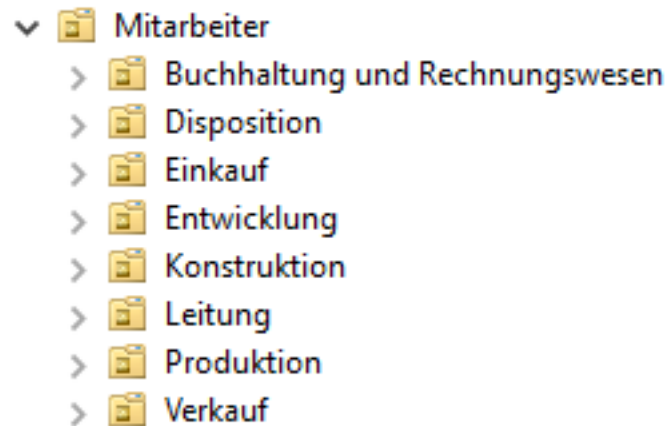 Mitarbeiter
Buchhaltung und Rechnungswesen
Disposition
Einkauf
Entwicklung
Konstruktion
Leitung
Produktion
Verkauf